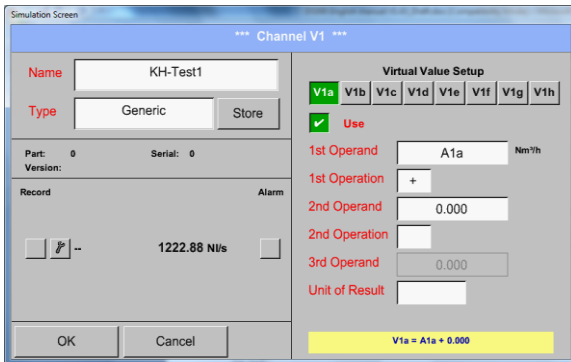 Simulation Screen
*** Channel V1 ***
Name KH-Test1
Type Generic Store
Part: 0 Serial: 0
Version:
Record Alarm
-- 1222.88 Nl/s
OK Cancel
Virtual Value Setup
V1a V1b V1c V1d V1e V1f V1g V1h
Use
1st Operand A1a Nm³/h
1st Operation +
2nd Operand 0.000
2nd Operation
3rd Operand 0.000
Unit of Result
V1a = A1a + 0.000